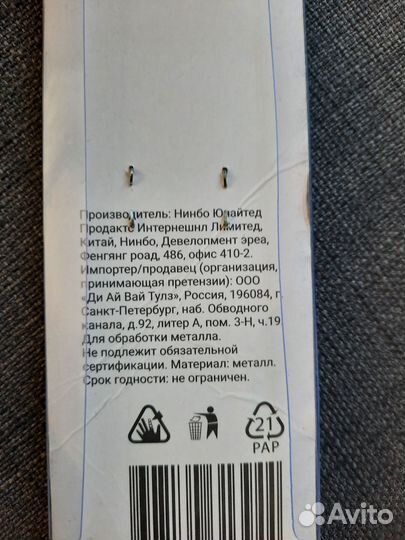 Производитель: Нинбо Юнайтед
Продактс Интернешнл Лимитед,
Китай, Нинбо, Девелопмент эреа,
Фенгянг роад, 486, офис 410-2.
Импортер/продавец (организация,
принимающая претензии): ООО
«Ди Ай Вай Тулз», Россия, 196084, г.
Санкт-Петербург, наб. Обводного
канала, д.92, литер А, пом. 3-Н, ч.19
Для обработки металла.
Не подлежит обязательной
сертификации. Материал: металл.
Срок годности: не ограничен.
21
PAP
Avito